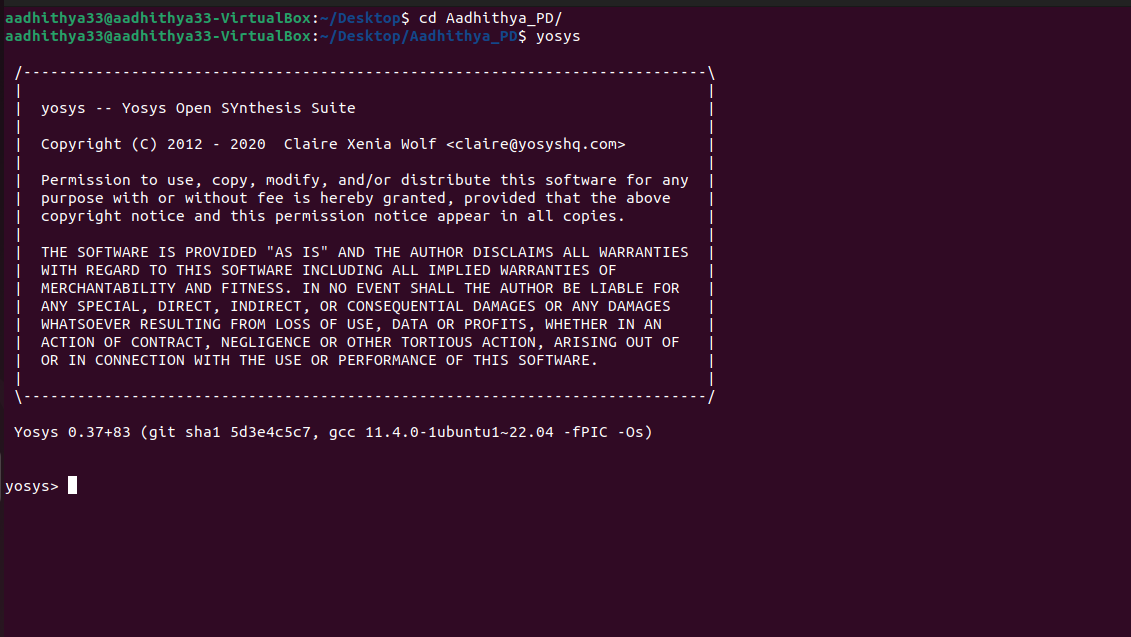 aadhithya33@aadhithya33-VirtualBox:~/Desktop$ cd Aadhithya_PD/
aadhithya33@aadhithya33-VirtualBox:~/Desktop/Aadhithya_PD$ yosys
/----------------------------------------------------------------------------\
|                                                                            |
|  yosys -- Yosys Open SYnthesis Suite                                       |
|                                                                            |
|  Copyright (C) 2012 - 2020  Claire Xenia Wolf <claire@yosyshq.com>         |
|                                                                            |
|  Permission to use, copy, modify, and/or distribute this software for any  |
|  purpose with or without fee is hereby granted, provided that the above    |
|  copyright notice and this permission notice appear in all copies.         |
|                                                                            |
|  THE SOFTWARE IS PROVIDED "AS IS" AND THE AUTHOR DISCLAIMS ALL WARRANTIES  |
|  WITH REGARD TO THIS SOFTWARE INCLUDING ALL IMPLIED WARRANTIES OF          |
|  MERCHANTABILITY AND FITNESS. IN NO EVENT SHALL THE AUTHOR BE LIABLE FOR   |
|  ANY SPECIAL, DIRECT, INDIRECT, OR CONSEQUENTIAL DAMAGES OR ANY DAMAGES    |
|  WHATSOEVER RESULTING FROM LOSS OF USE, DATA OR PROFITS, WHETHER IN AN     |
|  ACTION OF CONTRACT, NEGLIGENCE OR OTHER TORTIOUS ACTION, ARISING OUT OF   |
|  OR IN CONNECTION WITH THE USE OR PERFORMANCE OF THIS SOFTWARE.            |
|                                                                            |
\----------------------------------------------------------------------------/
Yosys 0.37+83 (git sha1 5d3e4c5c7, gcc 11.4.0-1ubuntu1~22.04 -fPIC -Os)
yosys>